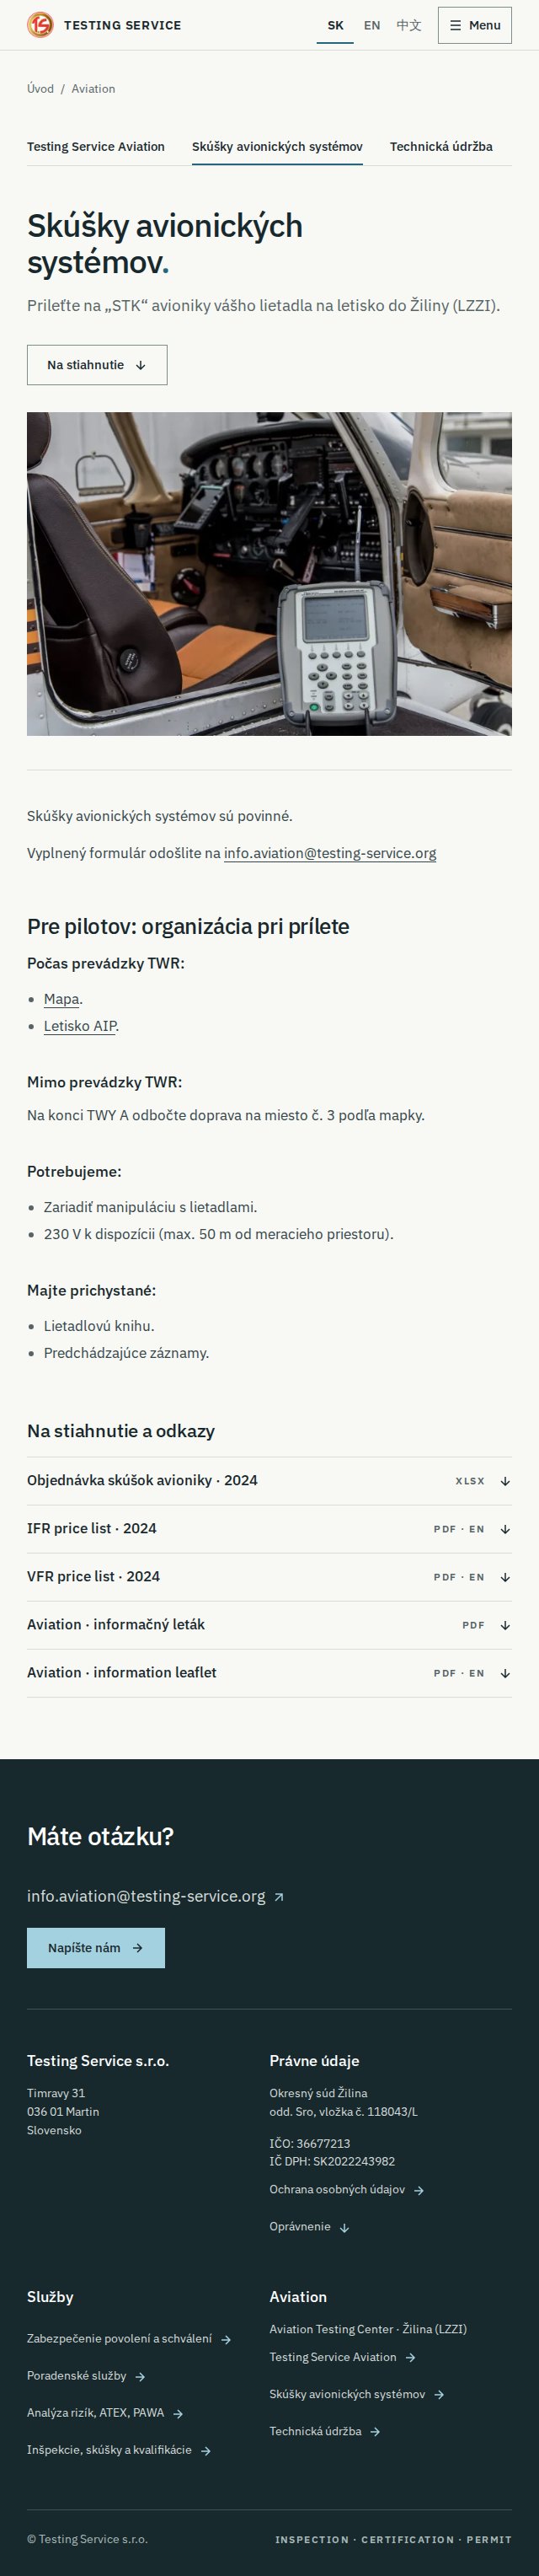 TESTING SERVICE
SK EN 中文 Menu
Úvod / Aviation
Testing Service Aviation Skúšky avionických systémov Technická údržba
Skúšky avionických
systémov.
Prileťte na „STK“ avioniky vášho lietadla na letisko do Žiliny (LZZI).
Na stiahnutie ↓
Skúšky avionických systémov sú povinné.
Vyplnený formulár odošlite na info.aviation@testing-service.org
Pre pilotov: organizácia pri prílete
Počas prevádzky TWR:
• Mapa.
• Letisko AIP.
Mimo prevádzky TWR:
Na konci TWY A odbočte doprava na miesto č. 3 podľa mapky.
Potrebujeme:
• Zariadiť manipuláciu s lietadlami.
• 230 V k dispozícii (max. 50 m od meracieho priestoru).
Majte prichystané:
• Lietadlovú knihu.
• Predchádzajúce záznamy.
Na stiahnutie a odkazy
Objednávka skúšok avioniky · 2024 XLSX ↓
IFR price list · 2024 PDF · EN ↓
VFR price list · 2024 PDF · EN ↓
Aviation · informačný leták PDF ↓
Aviation · information leaflet PDF · EN ↓
Máte otázku?
info.aviation@testing-service.org ↗
Napíšte nám →
Testing Service s.r.o.
Timravy 31
036 01 Martin
Slovensko
Právne údaje
Okresný súd Žilina
odd. Sro, vložka č. 118043/L
IČO: 36677213
IČ DPH: SK2022243982
Ochrana osobných údajov →
Oprávnenie ↓
Služby
Zabezpečenie povolení a schválení →
Poradenské služby →
Analýza rizík, ATEX, PAWA →
Inšpekcie, skúšky a kvalifikácie →
Aviation
Aviation Testing Center · Žilina (LZZI)
Testing Service Aviation →
Skúšky avionických systémov →
Technická údržba →
© Testing Service s.r.o. INSPECTION · CERTIFICATION · PERMIT